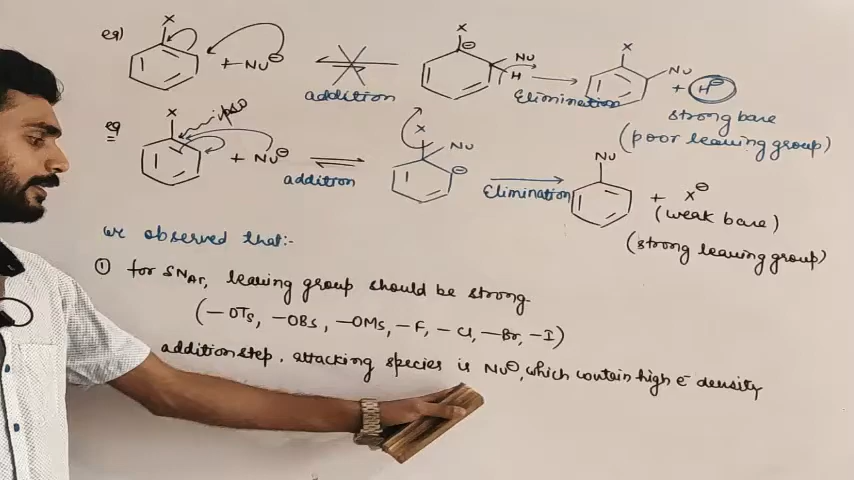 eg)
X
+ Nu⊖
addition
X
⊖
Nu
H
Elimination
X
Nu
+ H⊖
strong base
(poor leaving group)
eg
X
ipso
+ Nu⊖
addition
X
Nu
⊖
Elimination
Nu
+ X⊖
(weak base)
(strong leaving group)
we observed that:-
① for SNAr, leaving group should be strong
(-OTs, -OBs, -OMs, -F, -Cl, -Br, -I)
addition step, attacking species is Nu⊖, which contain high e⁻ density